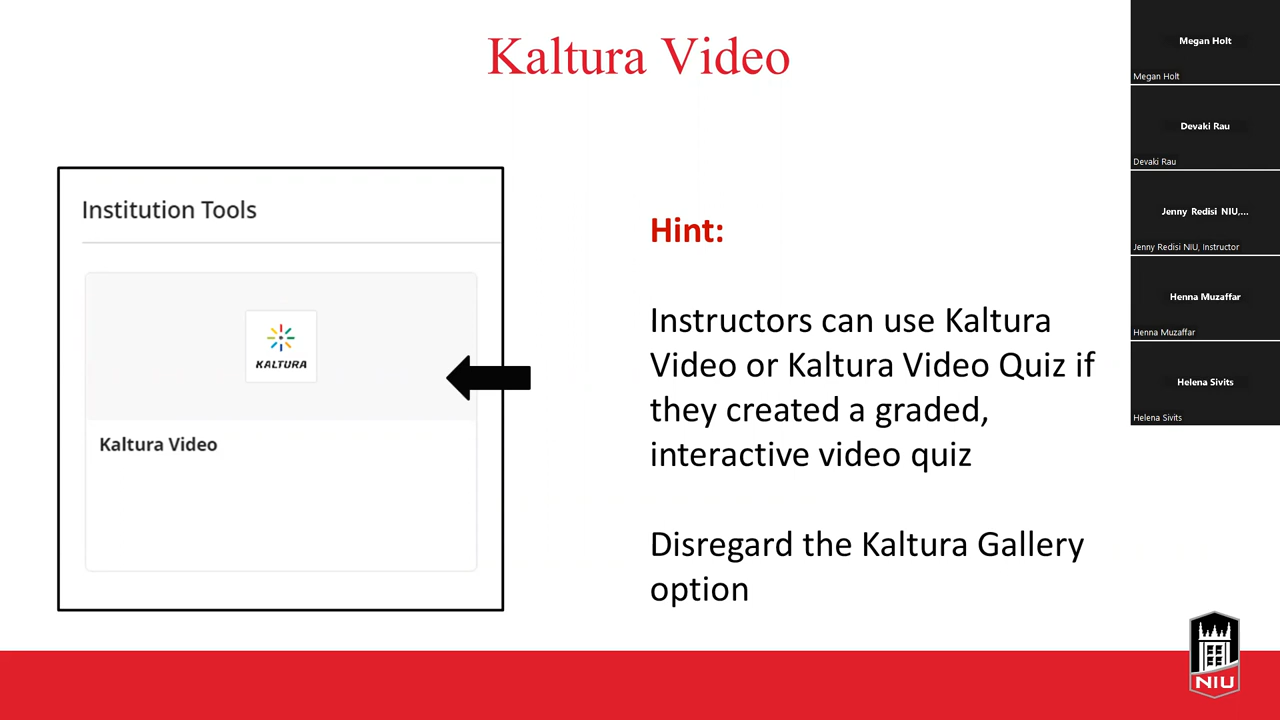 Kaltura Video
Institution Tools
KALTURA
Kaltura Video
Hint:
Instructors can use Kaltura
Video or Kaltura Video Quiz if
they created a graded,
interactive video quiz
Disregard the Kaltura Gallery
option
Megan Holt
Megan Holt
Devaki Rau
Devaki Rau
Jenny Redisi NIU,...
Jenny Redisi NIU, Instructor
Henna Muzaffar
Henna Muzaffar
Helena Sivits
Helena Sivits
NIU